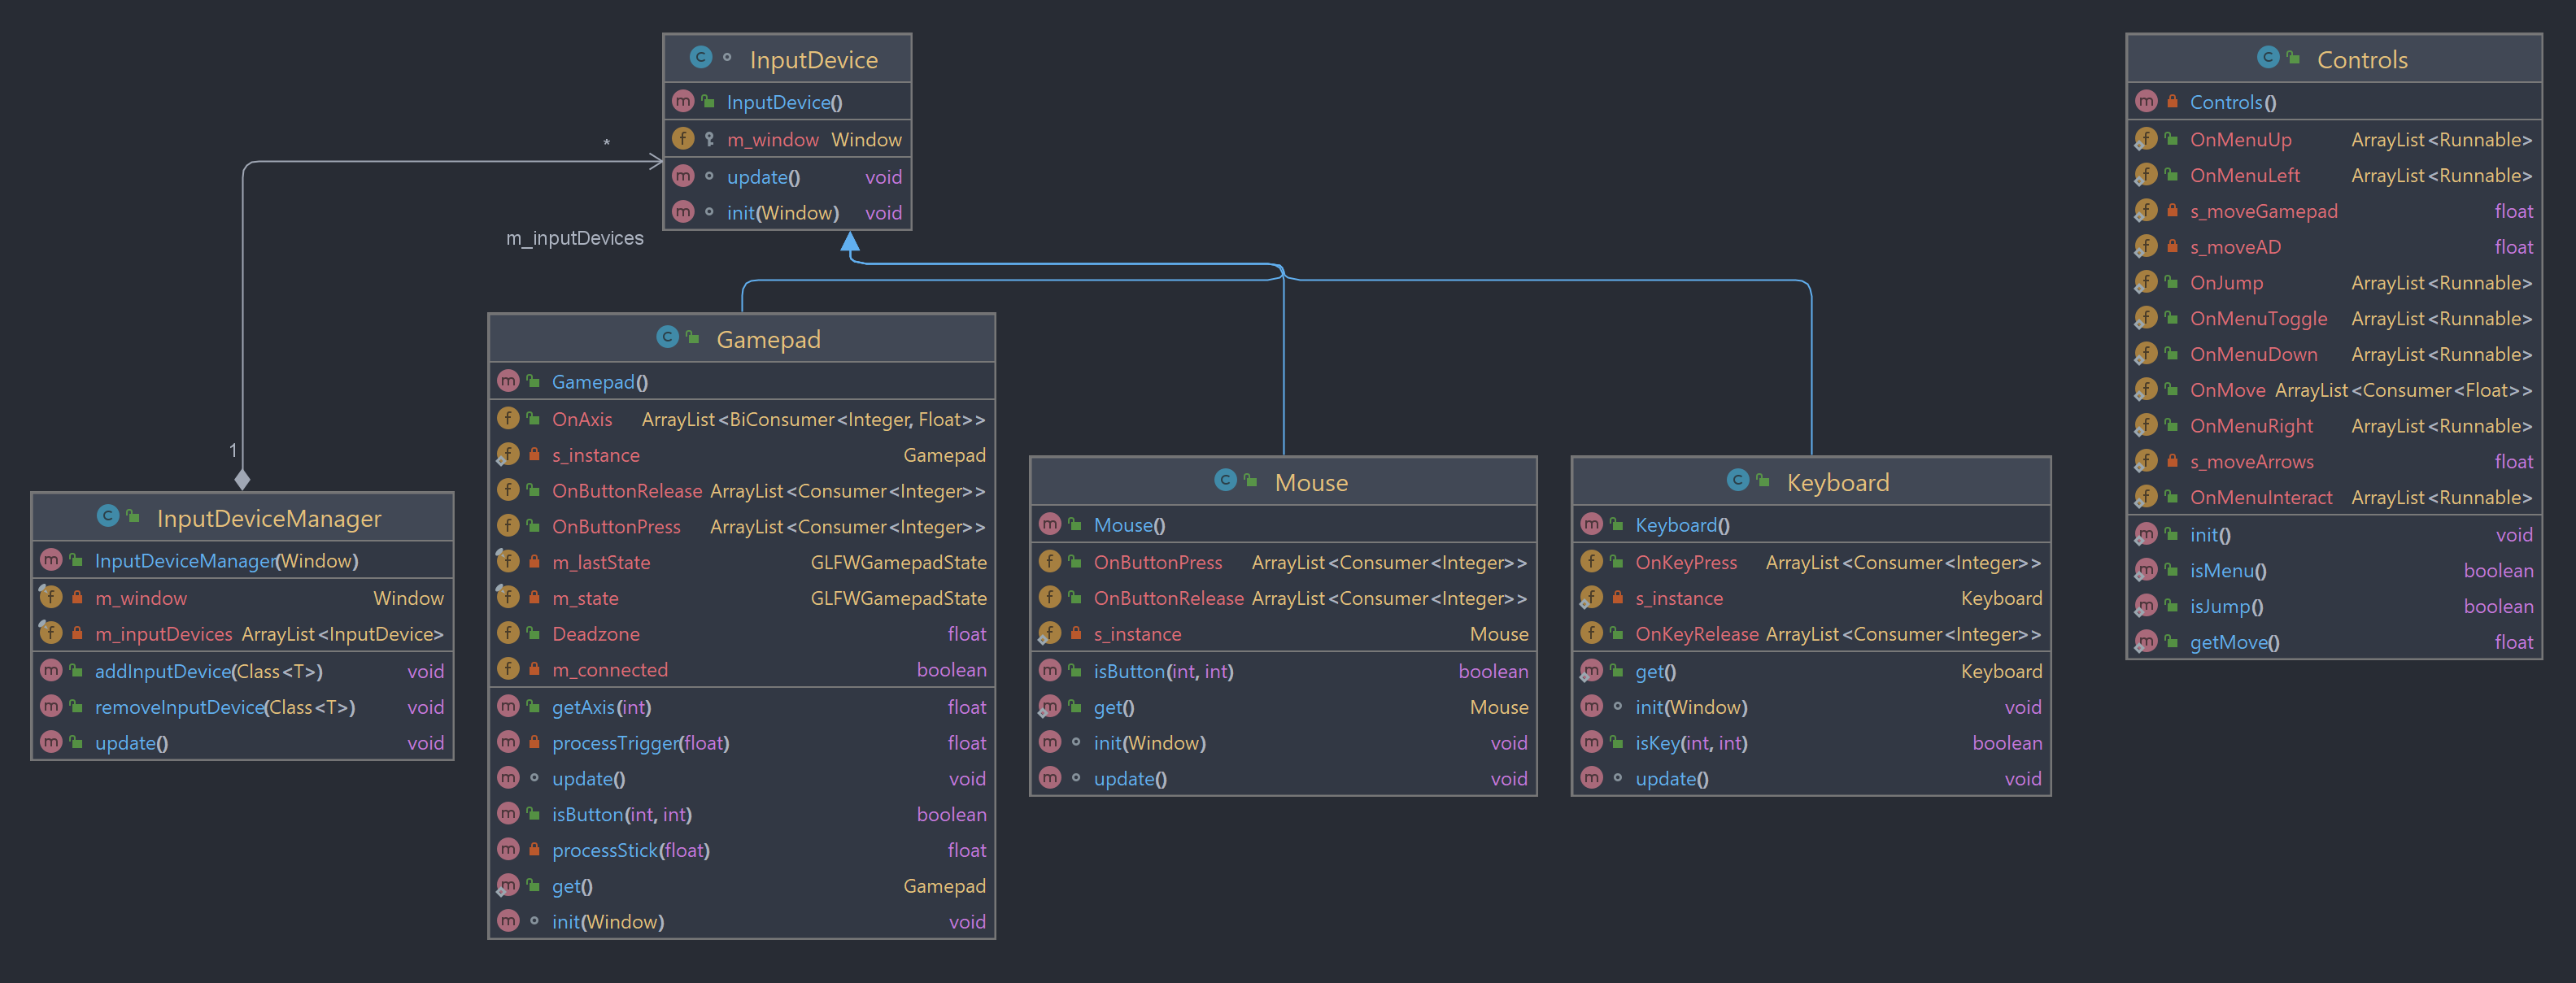 InputDevice
InputDevice()
m_window Window
update() void
init(Window) void
*
m_inputDevices
1
InputDeviceManager
InputDeviceManager(Window)
m_window Window
m_inputDevices ArrayList<InputDevice>
addInputDevice(Class<T>) void
removeInputDevice(Class<T>) void
update() void
Gamepad
Gamepad()
OnAxis ArrayList<BiConsumer<Integer, Float>>
s_instance Gamepad
OnButtonRelease ArrayList<Consumer<Integer>>
OnButtonPress ArrayList<Consumer<Integer>>
m_lastState GLFWGamepadState
m_state GLFWGamepadState
Deadzone float
m_connected boolean
getAxis(int) float
processTrigger(float) float
update() void
isButton(int, int) boolean
processStick(float) float
get() Gamepad
init(Window) void
Mouse
Mouse()
OnButtonPress ArrayList<Consumer<Integer>>
OnButtonRelease ArrayList<Consumer<Integer>>
s_instance Mouse
isButton(int, int) boolean
get() Mouse
init(Window) void
update() void
Keyboard
Keyboard()
OnKeyPress ArrayList<Consumer<Integer>>
s_instance Keyboard
OnKeyRelease ArrayList<Consumer<Integer>>
get() Keyboard
init(Window) void
isKey(int, int) boolean
update() void
Controls
Controls()
OnMenuUp ArrayList<Runnable>
OnMenuLeft ArrayList<Runnable>
s_moveGamepad float
s_moveAD float
OnJump ArrayList<Runnable>
OnMenuToggle ArrayList<Runnable>
OnMenuDown ArrayList<Runnable>
OnMove ArrayList<Consumer<Float>>
OnMenuRight ArrayList<Runnable>
s_moveArrows float
OnMenuInteract ArrayList<Runnable>
init() void
isMenu() boolean
isJump() boolean
getMove() float